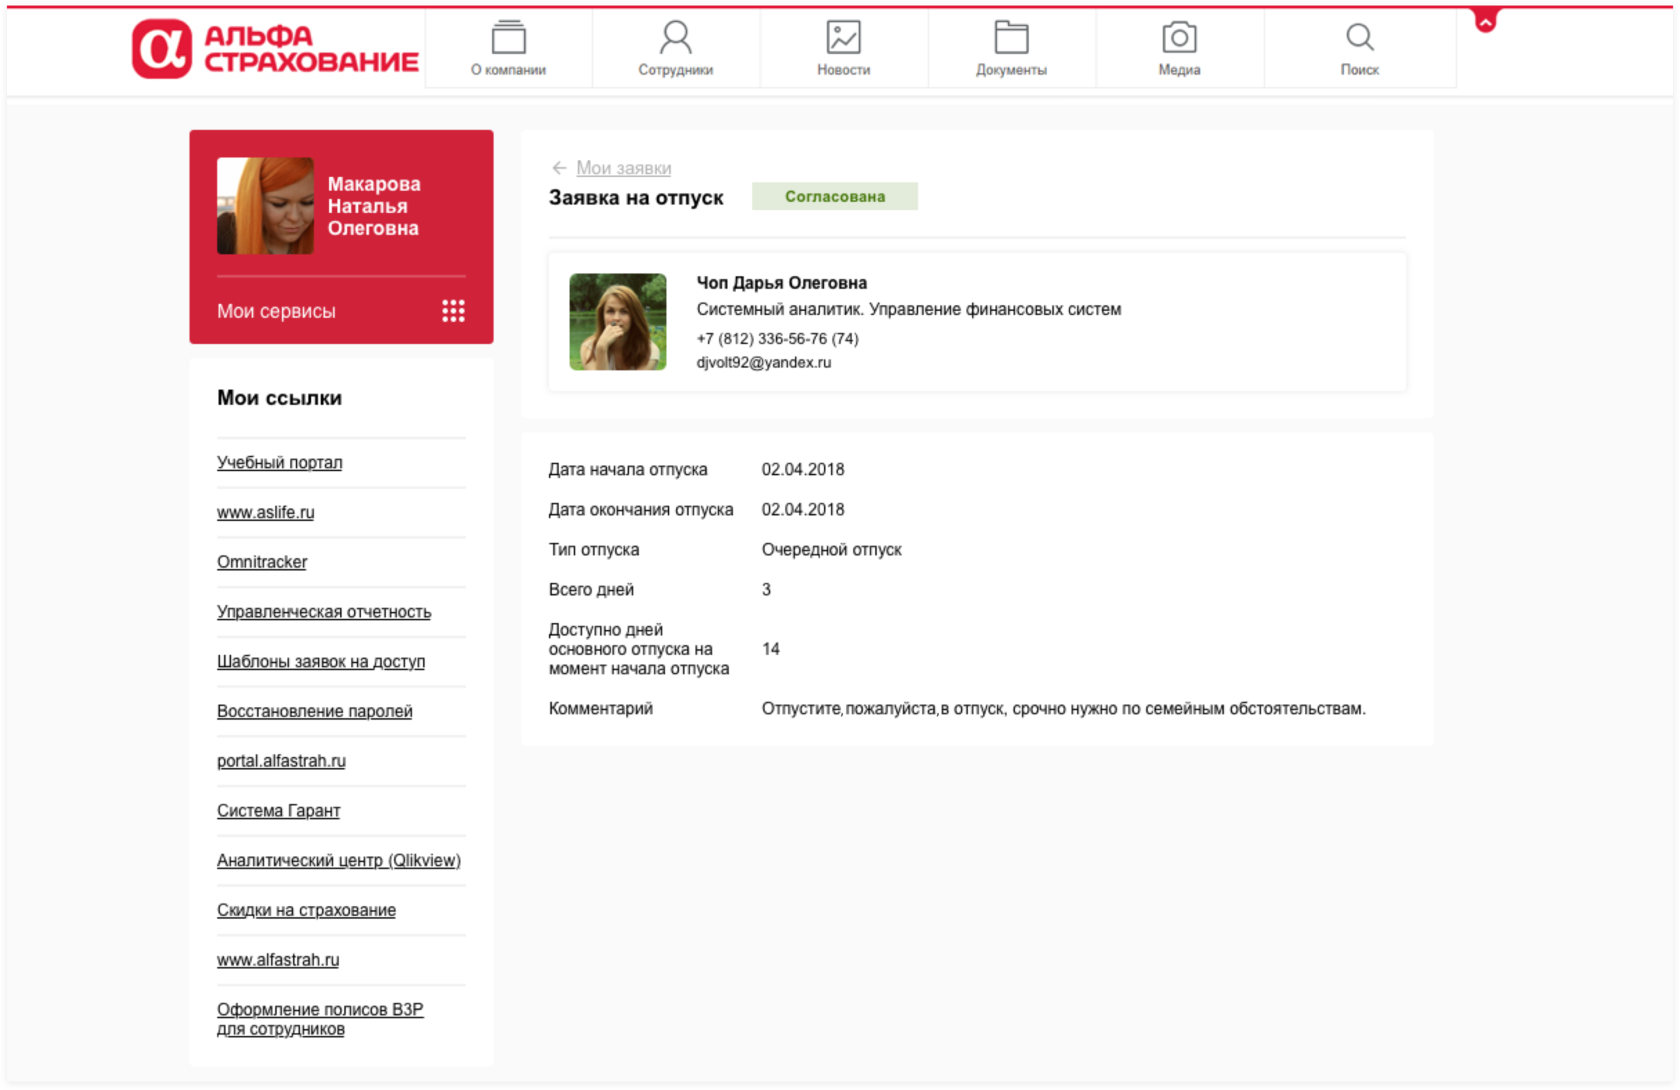 АЛЬФА
СТРАХОВАНИЕ
О компании
Сотрудники
Новости
Документы
Медиа
Поиск
Макарова
Наталья
Олеговна
Мои сервисы
Мои ссылки
Учебный портал
www.aslife.ru
Omnitracker
Управленческая отчетность
Шаблоны заявок на доступ
Восстановление паролей
portal.alfastrah.ru
Система Гарант
Аналитический центр (Qlikview)
Скидки на страхование
www.alfastrah.ru
Оформление полисов ВЗР
для сотрудников
← Мои заявки
Заявка на отпуск Согласована
Чоп Дарья Олеговна
Системный аналитик. Управление финансовых систем
+7 (812) 336-56-76 (74)
djvolt92@yandex.ru
Дата начала отпуска 02.04.2018
Дата окончания отпуска 02.04.2018
Тип отпуска Очередной отпуск
Всего дней 3
Доступно дней
основного отпуска на 14
момент начала отпуска
Комментарий Отпустите,пожалуйста,в отпуск, срочно нужно по семейным обстоятельствам.